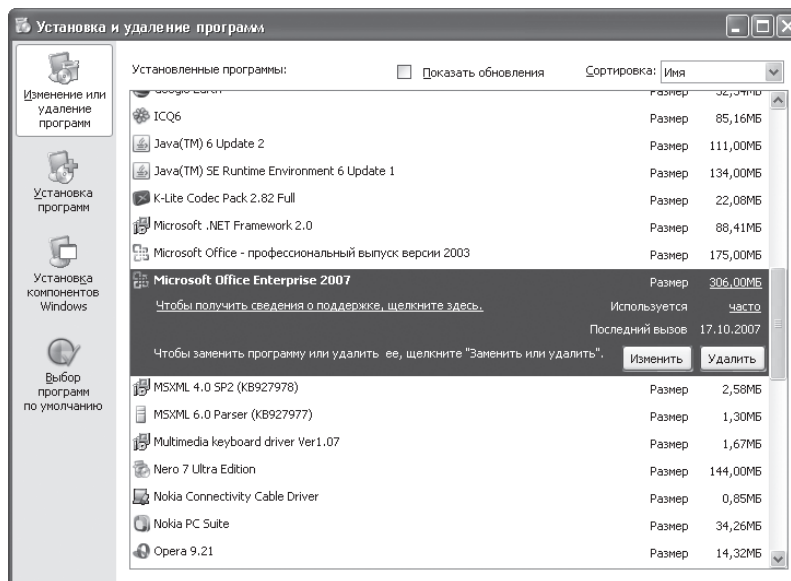 Установка и удаление программ
Изменение или
удаление
программ
Установка
программ
Установка
компонентов
Windows
Выбор
программ
по умолчанию
Установленные программы:
Показать обновления
Сортировка: Имя
Google Earth Размер
ICQ6 Размер 85,16МБ
Java(TM) 6 Update 2 Размер 111,00МБ
Java(TM) SE Runtime Environment 6 Update 1 Размер 134,00МБ
K-Lite Codec Pack 2.82 Full Размер 22,08МБ
Microsoft .NET Framework 2.0 Размер 88,41МБ
Microsoft Office - профессиональный выпуск версии 2003 Размер 175,00МБ
Microsoft Office Enterprise 2007 Размер 306,00МБ
Чтобы получить сведения о поддержке, щелкните здесь. Используется часто
Последний вызов 17.10.2007
Чтобы заменить программу или удалить ее, щелкните "Заменить или удалить". Изменить Удалить
MSXML 4.0 SP2 (KB927978) Размер 2,58МБ
MSXML 6.0 Parser (KB927977) Размер 1,30МБ
Multimedia keyboard driver Ver1.07 Размер 1,67МБ
Nero 7 Ultra Edition Размер 144,00МБ
Nokia Connectivity Cable Driver Размер 0,85МБ
Nokia PC Suite Размер 34,26МБ
Opera 9.21 Размер 14,32МБ